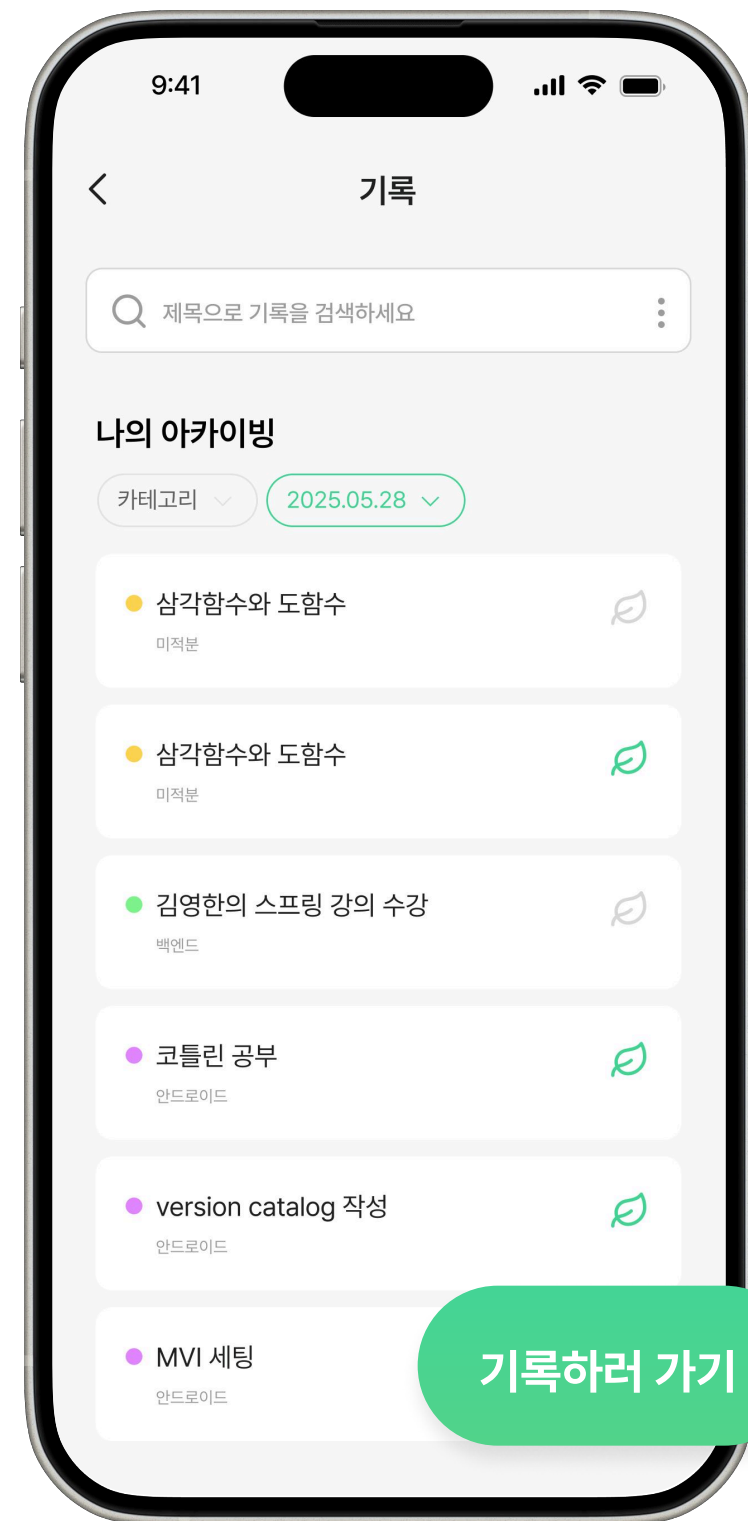 9:41
기록
제목으로 기록을 검색하세요
나의 아카이빙
카테고리
2025.05.28
삼각함수와 도함수
미적분
삼각함수와 도함수
미적분
김영한의 스프링 강의 수강
백엔드
코틀린 공부
안드로이드
version catalog 작성
안드로이드
MVI 세팅
안드로이드
기록하러 가기